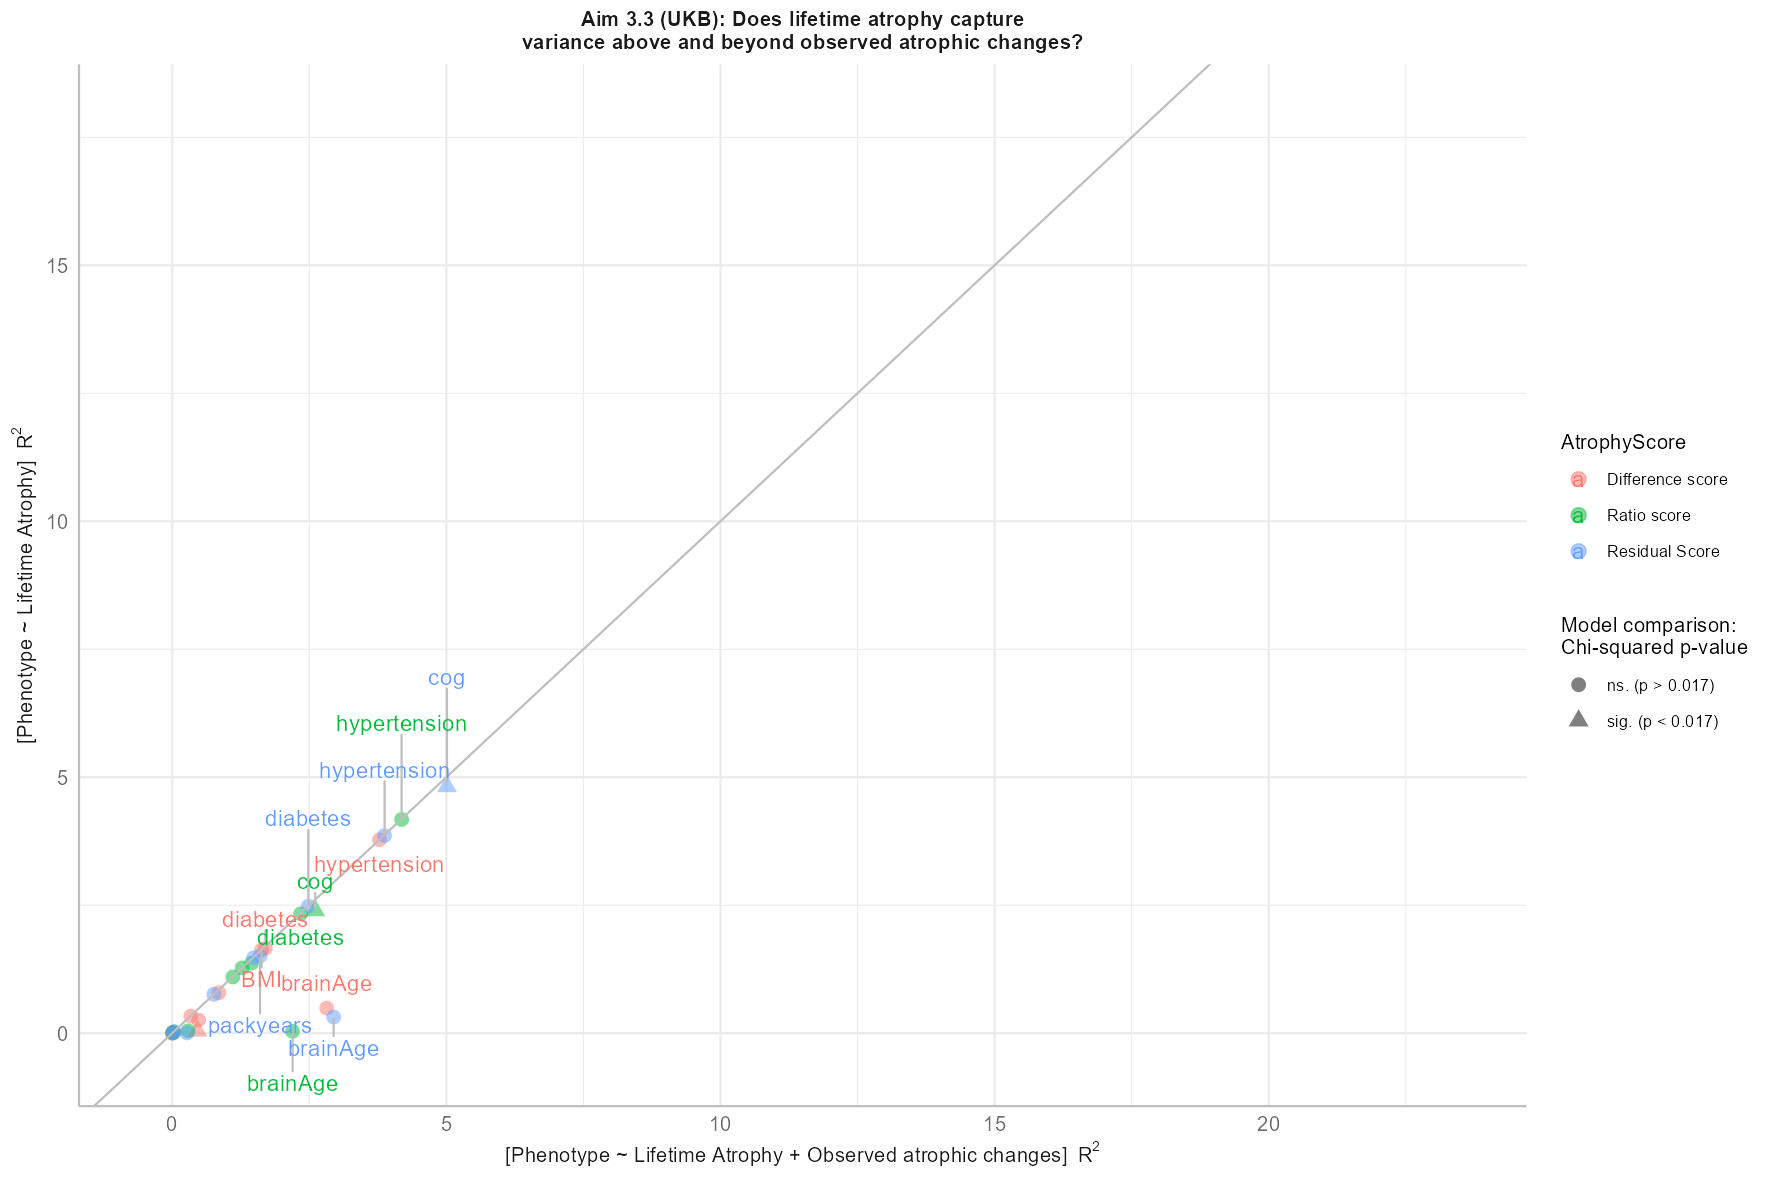 Aim 3.3 (UKB): Does lifetime atrophy capture
variance above and beyond observed atrophic changes?
[Phenotype ~ Lifetime Atrophy] R²
15
10
5
0
cog
hypertension
hypertension
diabetes
hypertension
cog
diabetes
diabetes
BMI
brainAge
packyears
brainAge
brainAge
0
5
10
15
20
[Phenotype ~ Lifetime Atrophy + Observed atrophic changes] R²
AtrophyScore
a Difference score
a Ratio score
a Residual Score
Model comparison:
Chi-squared p-value
ns. (p > 0.017)
sig. (p < 0.017)